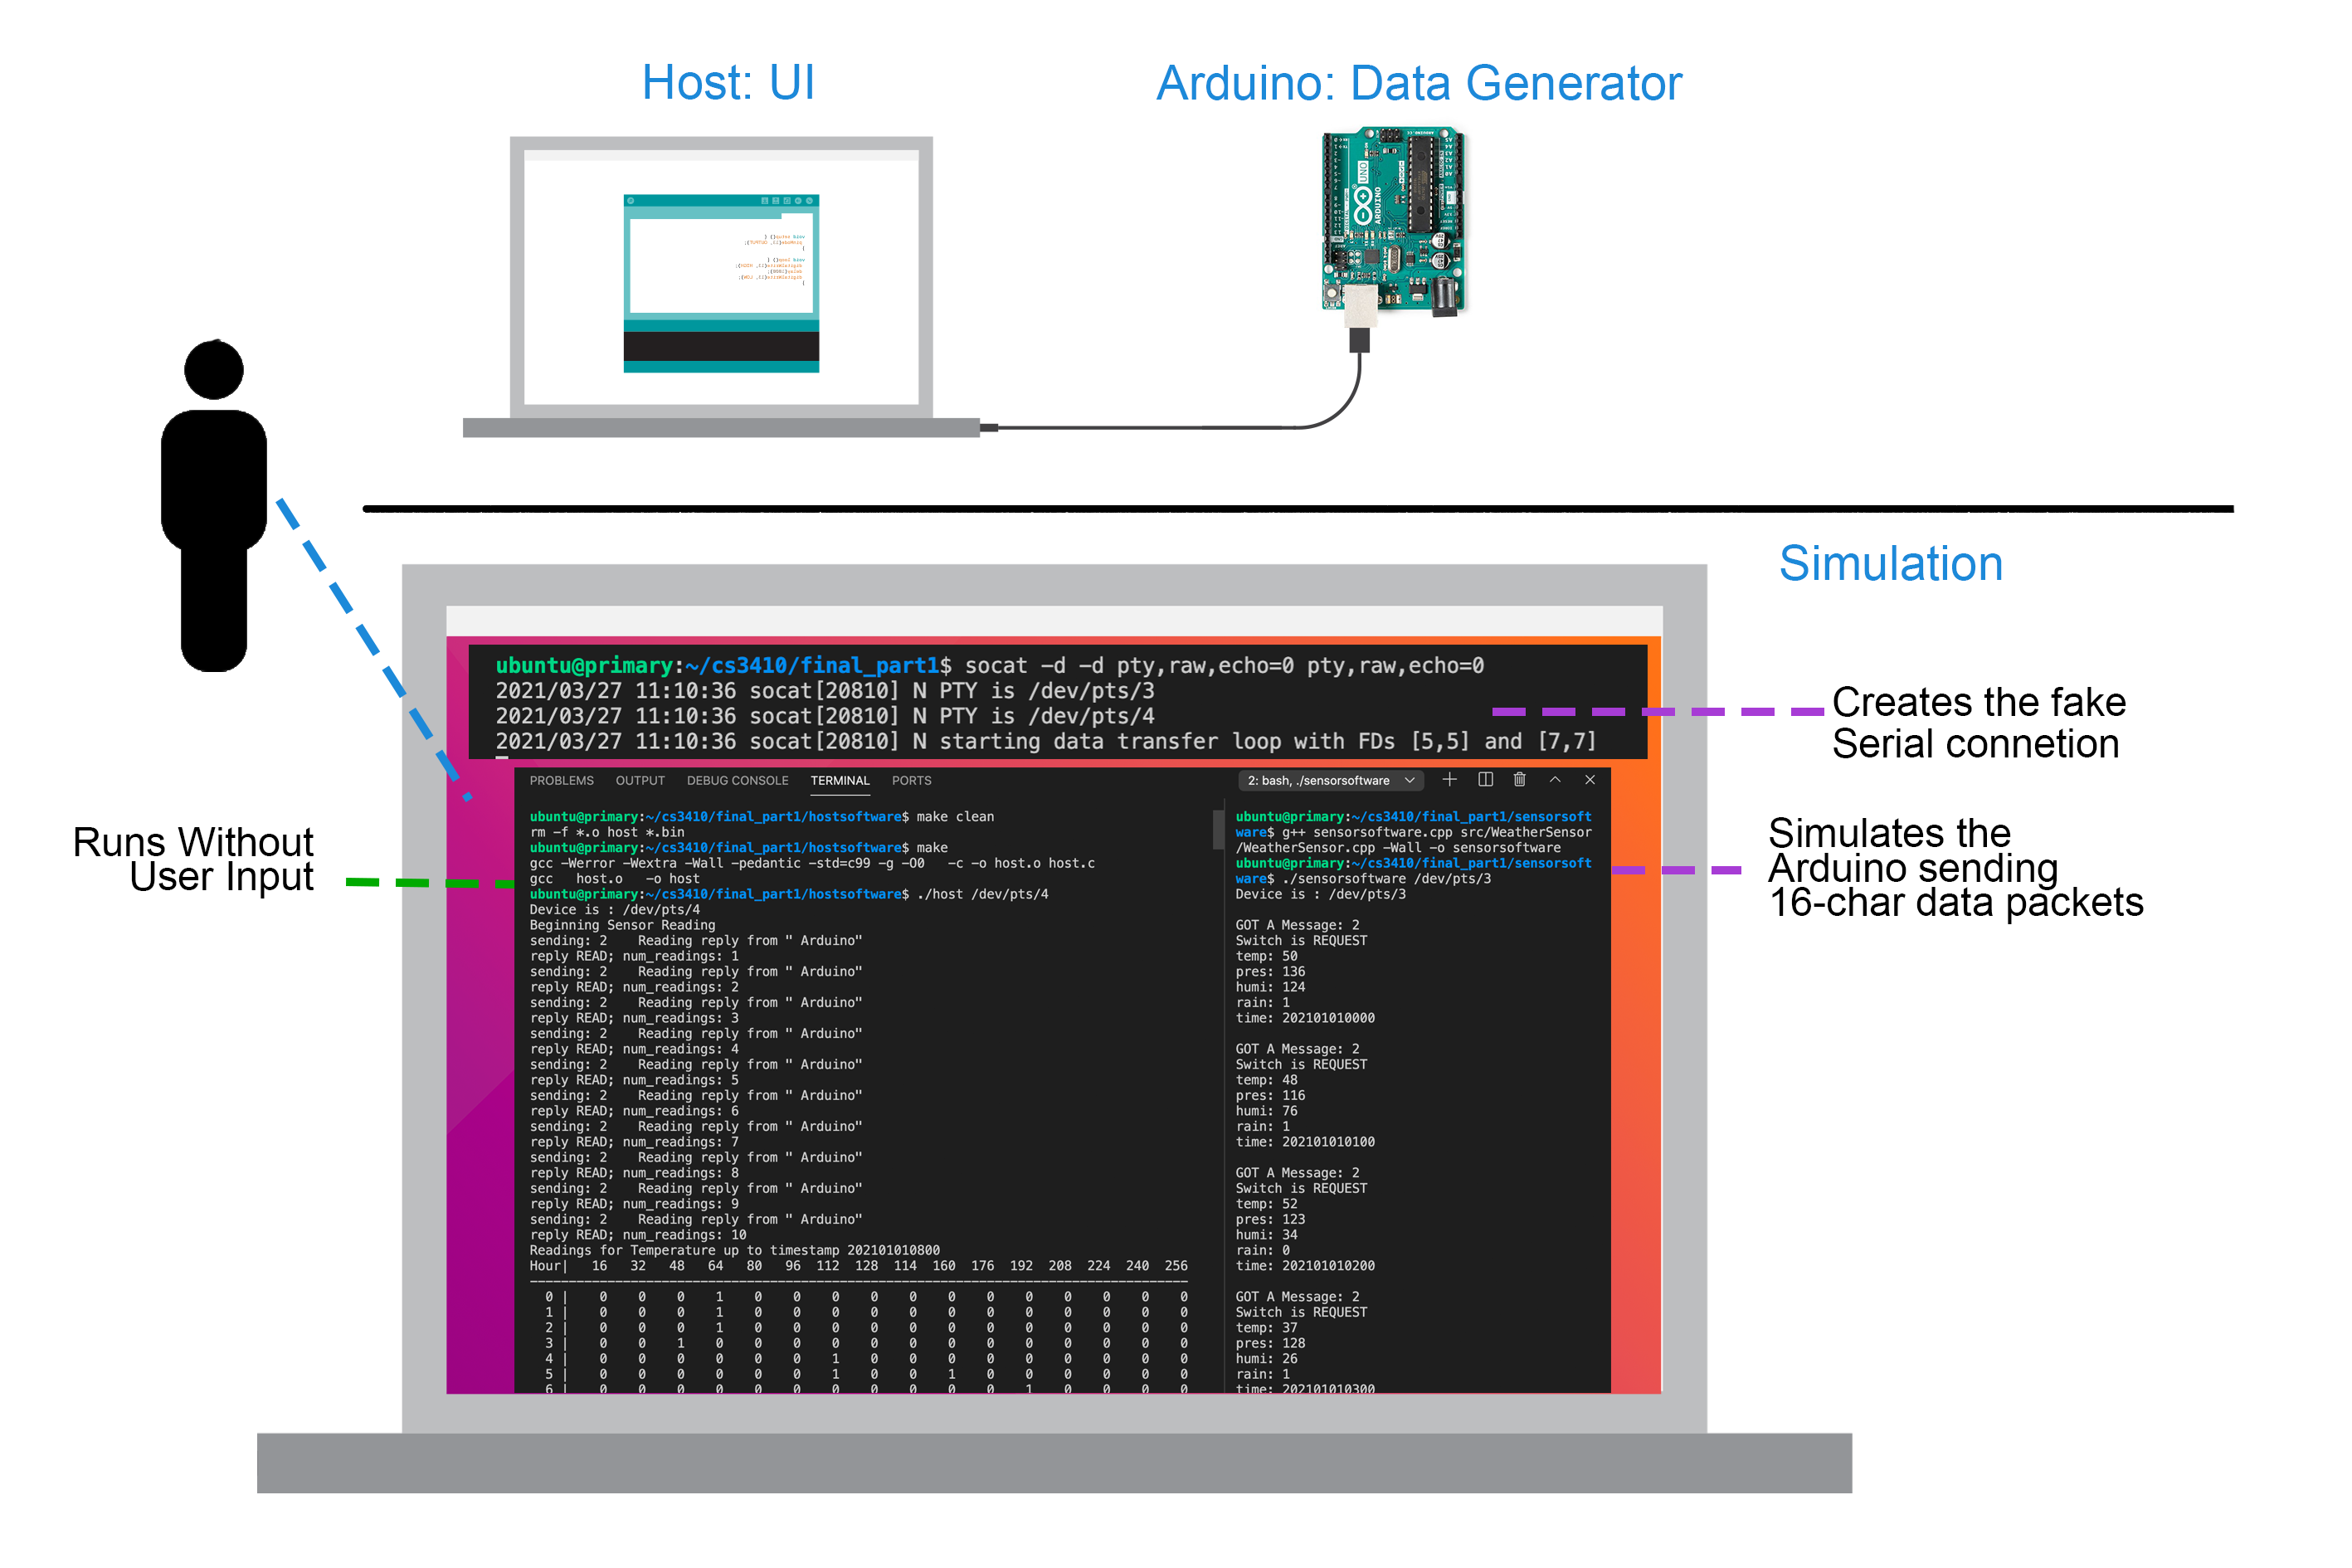 Host: UI
Arduino: Data Generator
UNO
ARDUINO
Simulation
ubuntu@primary:~/cs3410/final_part1$ socat -d -d pty,raw,echo=0 pty,raw,echo=0
2021/03/27 11:10:36 socat[20810] N PTY is /dev/pts/3
2021/03/27 11:10:36 socat[20810] N PTY is /dev/pts/4
2021/03/27 11:10:36 socat[20810] N starting data transfer loop with FDs [5,5] and [7,7]
Creates the fake
Serial connetion
PROBLEMS OUTPUT DEBUG CONSOLE TERMINAL PORTS
2: bash, ./sensorsoftware
Runs Without
User Input
ubuntu@primary:~/cs3410/final_part1/hostsoftware$ make clean
rm -f *.o host *.bin
ubuntu@primary:~/cs3410/final_part1/hostsoftware$ make
gcc -Werror -Wextra -Wall -pedantic -std=c99 -g -O0 -c -o host.o host.c
gcc host.o -o host
ubuntu@primary:~/cs3410/final_part1/hostsoftware$ ./host /dev/pts/4
Device is : /dev/pts/4
Beginning Sensor Reading
sending: 2 Reading reply from " Arduino"
reply READ; num_readings: 1
sending: 2 Reading reply from " Arduino"
reply READ; num_readings: 2
sending: 2 Reading reply from " Arduino"
reply READ; num_readings: 3
sending: 2 Reading reply from " Arduino"
reply READ; num_readings: 4
sending: 2 Reading reply from " Arduino"
reply READ; num_readings: 5
sending: 2 Reading reply from " Arduino"
reply READ; num_readings: 6
sending: 2 Reading reply from " Arduino"
reply READ; num_readings: 7
sending: 2 Reading reply from " Arduino"
reply READ; num_readings: 8
sending: 2 Reading reply from " Arduino"
reply READ; num_readings: 9
sending: 2 Reading reply from " Arduino"
reply READ; num_readings: 10
Readings for Temperature up to timestamp 202101010800
Hour| 16 32 48 64 80 96 112 128 114 160 176 192 208 224 240 256
0 | 0 0 0 1 0 0 0 0 0 0 0 0 0 0 0 0
1 | 0 0 0 1 0 0 0 0 0 0 0 0 0 0 0 0
2 | 0 0 0 1 0 0 0 0 0 0 0 0 0 0 0 0
3 | 0 0 1 0 0 0 0 0 0 0 0 0 0 0 0 0
4 | 0 0 0 0 0 0 1 0 0 0 0 0 0 0 0 0
5 | 0 0 0 0 0 0 1 0 0 1 0 0 0 0 0 0
6 | 0 0 0 0 0 0 0 0 0 0 0 1 0 0 0 0
ubuntu@primary:~/cs3410/final_part1/sensorsoft
ware$ g++ sensorsoftware.cpp src/WeatherSensor
/WeatherSensor.cpp -Wall -o sensorsoftware
ubuntu@primary:~/cs3410/final_part1/sensorsoft
ware$ ./sensorsoftware /dev/pts/3
Device is : /dev/pts/3
GOT A Message: 2
Switch is REQUEST
temp: 50
pres: 136
humi: 124
rain: 1
time: 202101010000
GOT A Message: 2
Switch is REQUEST
temp: 48
pres: 116
humi: 76
rain: 1
time: 202101010100
GOT A Message: 2
Switch is REQUEST
temp: 52
pres: 123
humi: 34
rain: 0
time: 202101010200
GOT A Message: 2
Switch is REQUEST
temp: 37
pres: 128
humi: 26
rain: 1
time: 202101010300
Simulates the
Arduino sending
16-char data packets